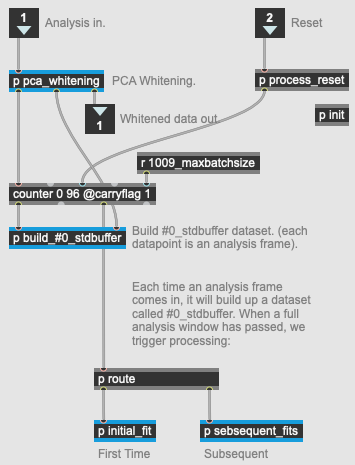 1
Analysis in.
2
Reset
p pca_whitening
PCA Whitening.
p process_reset
1
Whitened data out
p init
r 1009_maxbatchsize
counter 0 96 @carryflag 1
p build_#0_stdbuffer
Build #0_stdbuffer dataset. (each
datapoint is an analysis frame).
Each time an analysis frame
comes in, it will build up a dataset
called #0_stdbuffer. When a full
analysis window has passed, we
trigger processing:
p route
p initial_fit
p sebsequent_fits
First Time
Subsequent